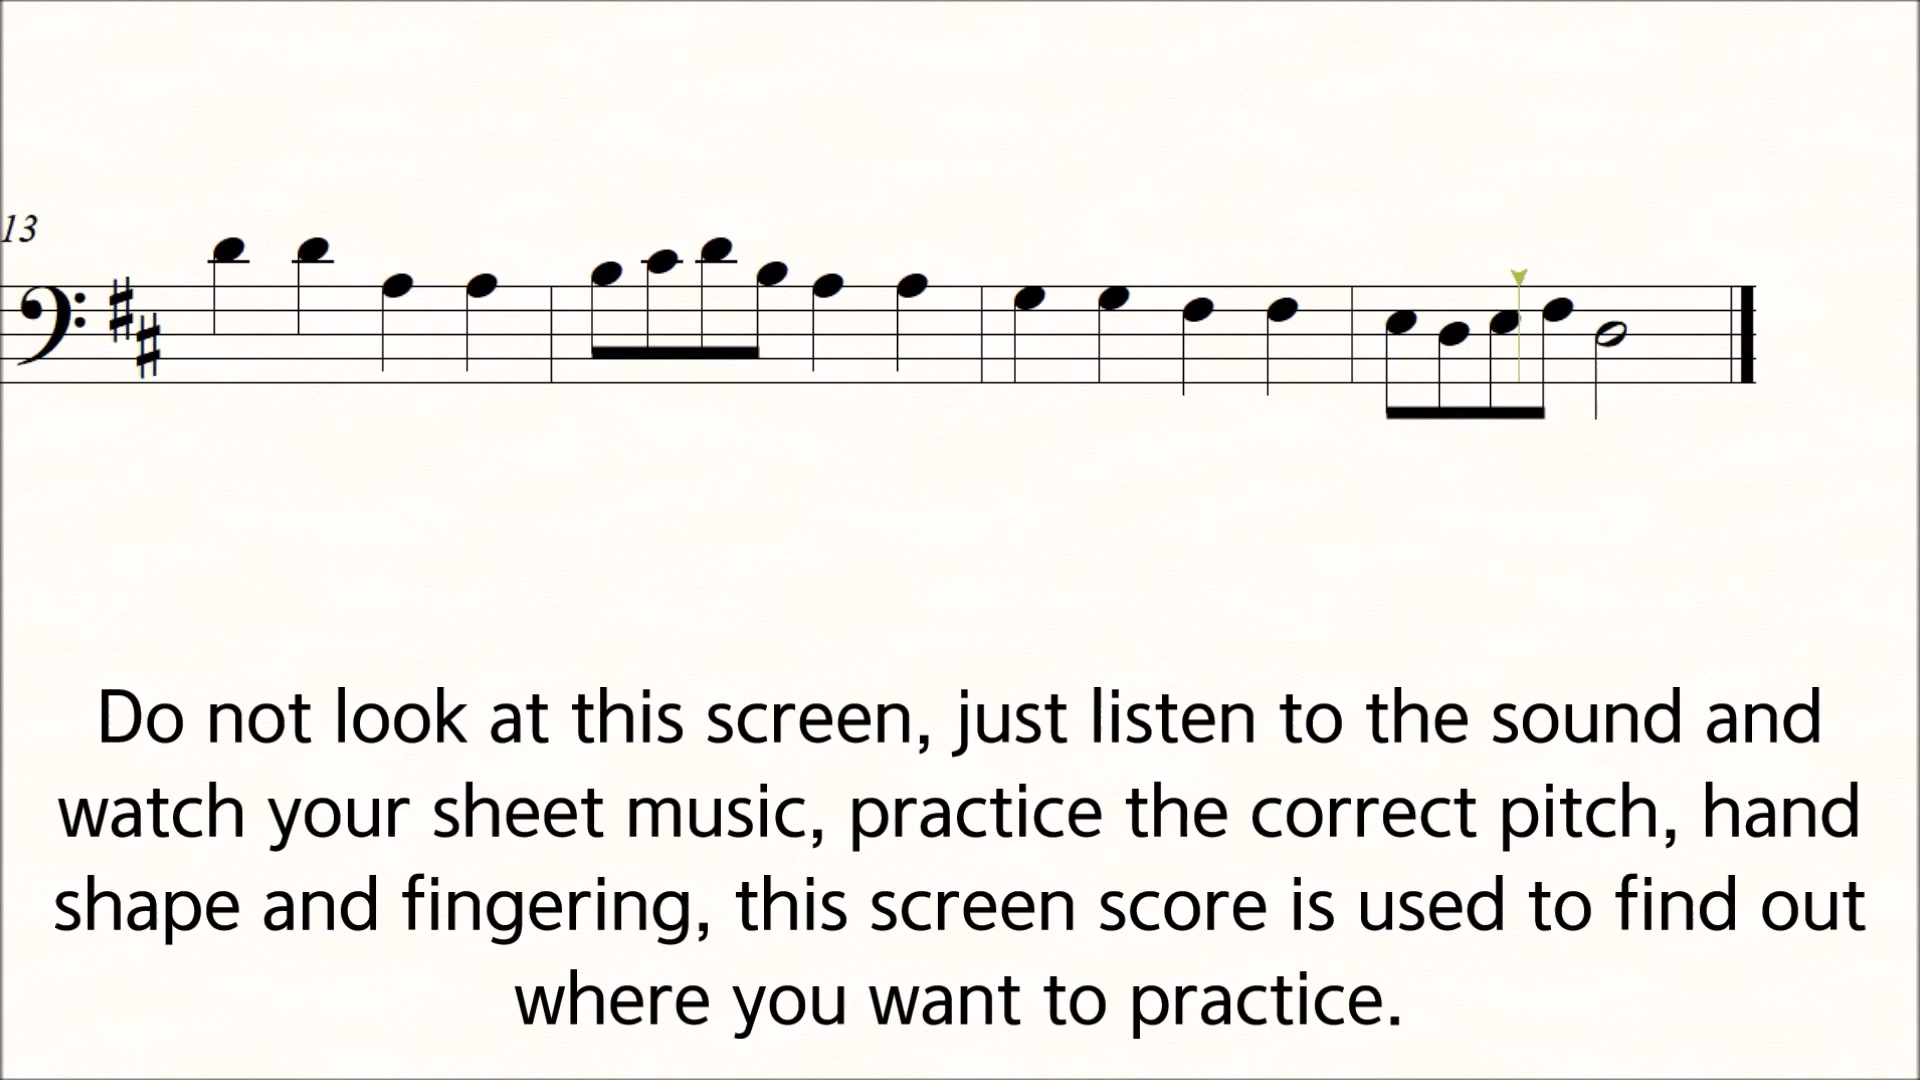 13
Do not look at this screen, just listen to the sound and
watch your sheet music, practice the correct pitch, hand
shape and fingering, this screen score is used to find out
where you want to practice.